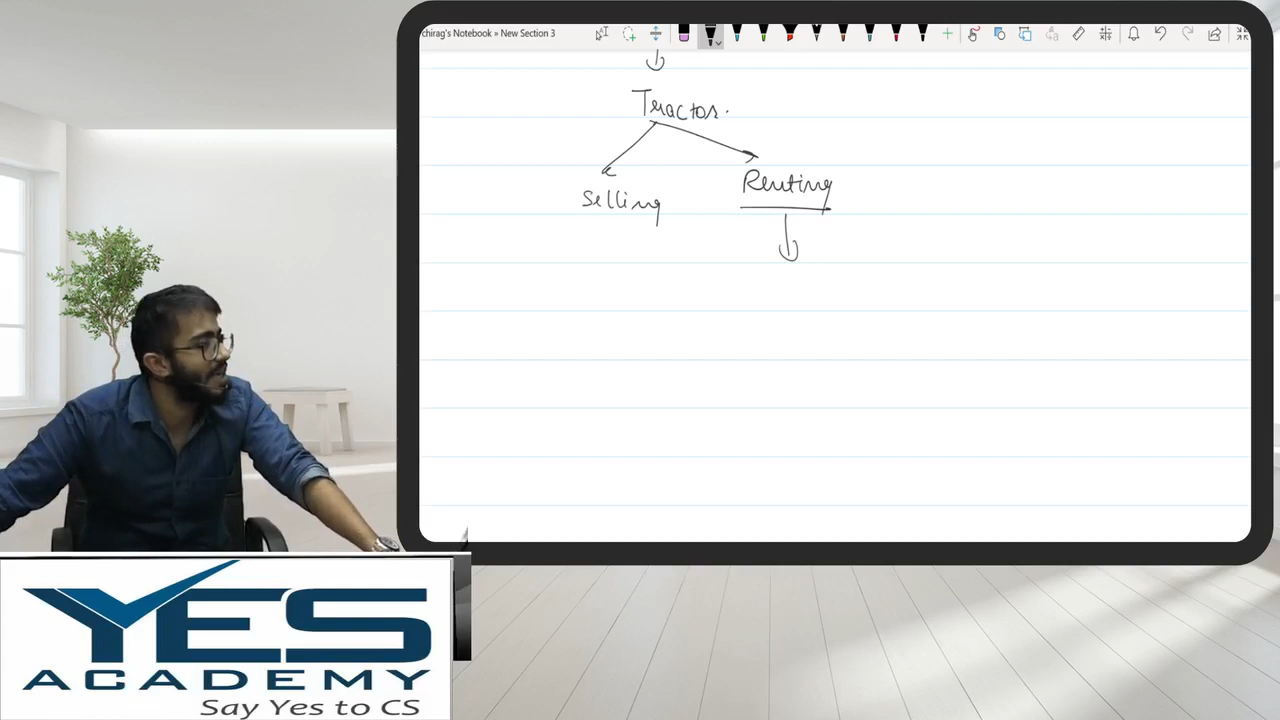 chirag's Notebook » New Section 3
Tractor.
Selling
Renting
YES
ACADEMY
Say Yes to CS